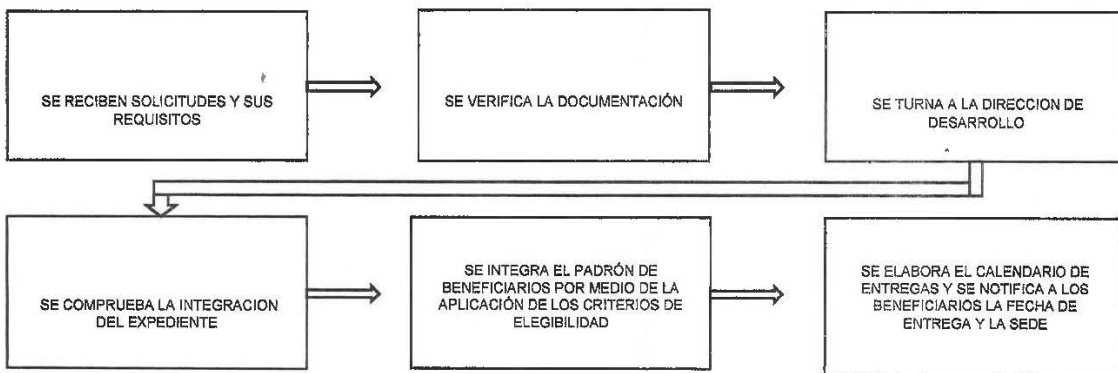 SE RECIBEN SOLICITUDES Y SUS
REQUISITOS
SE VERIFICA LA DOCUMENTACIÓN
SE TURNA A LA DIRECCION DE
DESARROLLO
SE COMPRUEBA LA INTEGRACION
DEL EXPEDIENTE
SE INTEGRA EL PADRÓN DE
BENEFICIARIOS POR MEDIO DE LA
APLICACIÓN DE LOS CRITERIOS DE
ELEGIBILIDAD
SE ELABORA EL CALENDARIO DE
ENTREGAS Y SE NOTIFICA A LOS
BENEFICIARIOS LA FECHA DE
ENTREGA Y LA SEDE